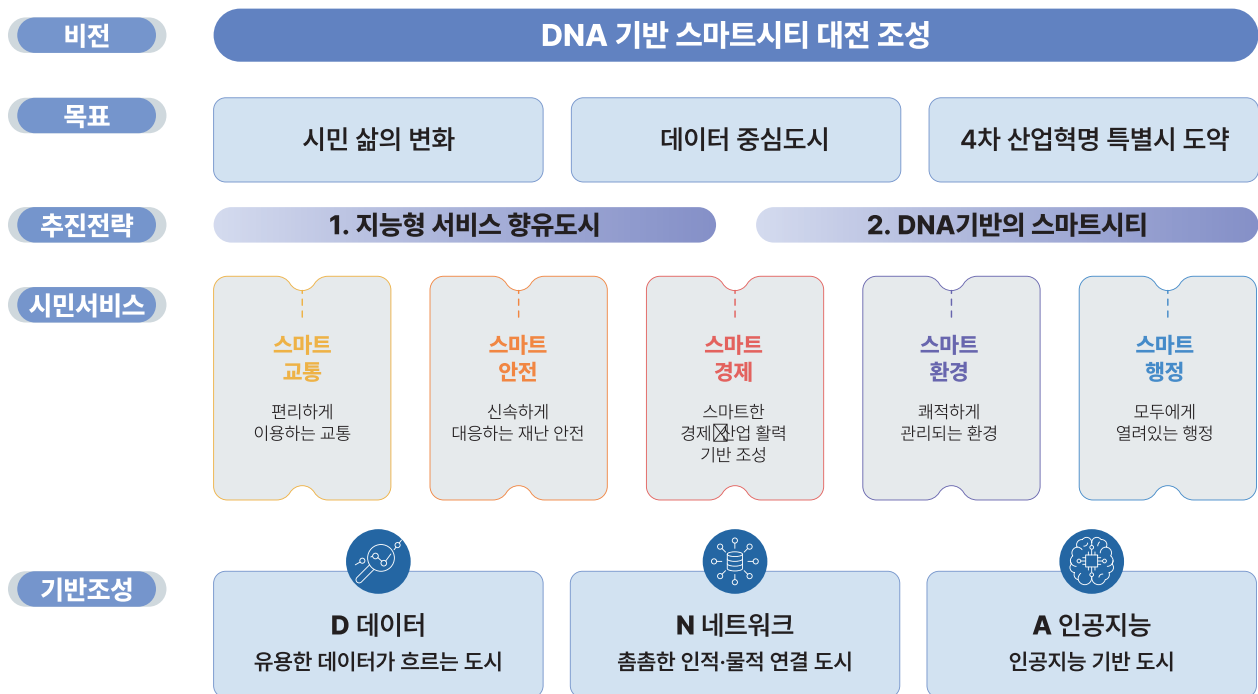 비전
DNA 기반 스마트시티 대전 조성
목표
시민 삶의 변화
데이터 중심도시
4차 산업혁명 특별시 도약
추진전략
1. 지능형 서비스 향유도시
2. DNA기반의 스마트시티
시민서비스
스마트
교통
편리하게
이용하는 교통
스마트
안전
신속하게
대응하는 재난 안전
스마트
경제
스마트한
경제 산업 활력
기반 조성
스마트
환경
쾌적하게
관리되는 환경
스마트
행정
모두에게
열려있는 행정
기반조성
D 데이터
유용한 데이터가 흐르는 도시
N 네트워크
촘촘한 인적·물적 연결 도시
A 인공지능
인공지능 기반 도시